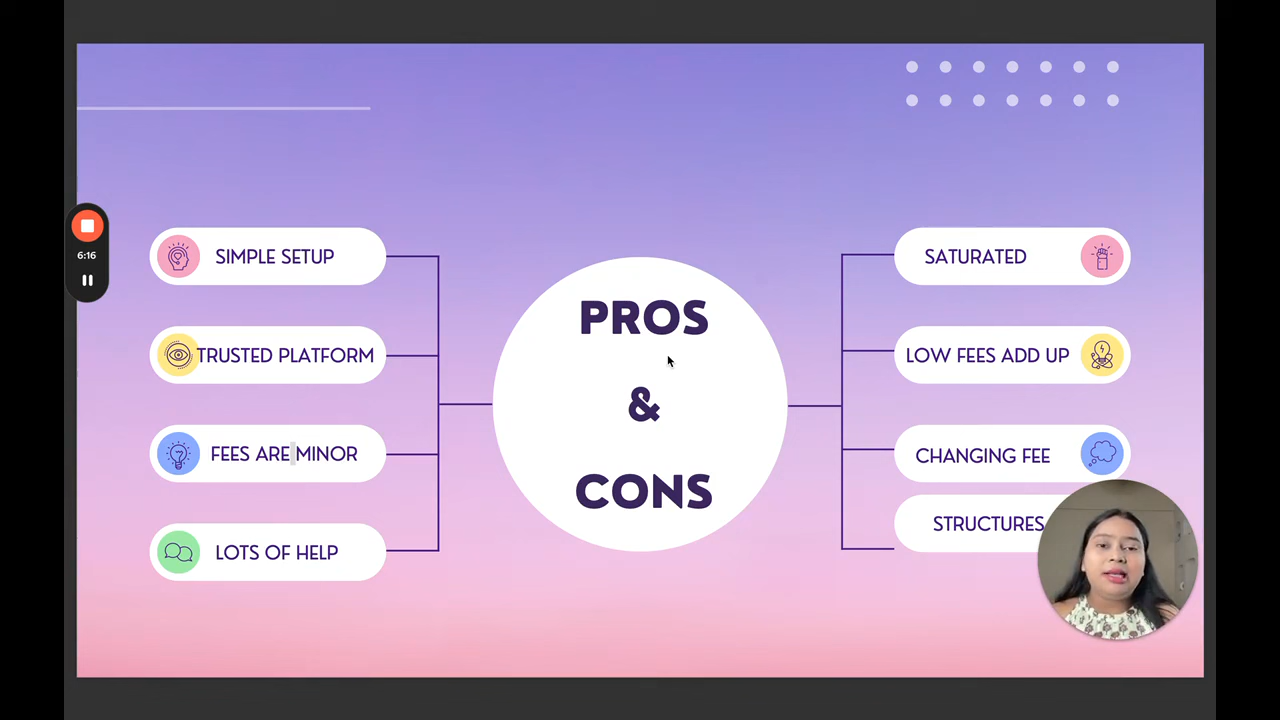 6:16
SIMPLE SETUP
TRUSTED PLATFORM
FEES ARE MINOR
LOTS OF HELP
PROS
&
CONS
SATURATED
LOW FEES ADD UP
CHANGING FEE
STRUCTURES